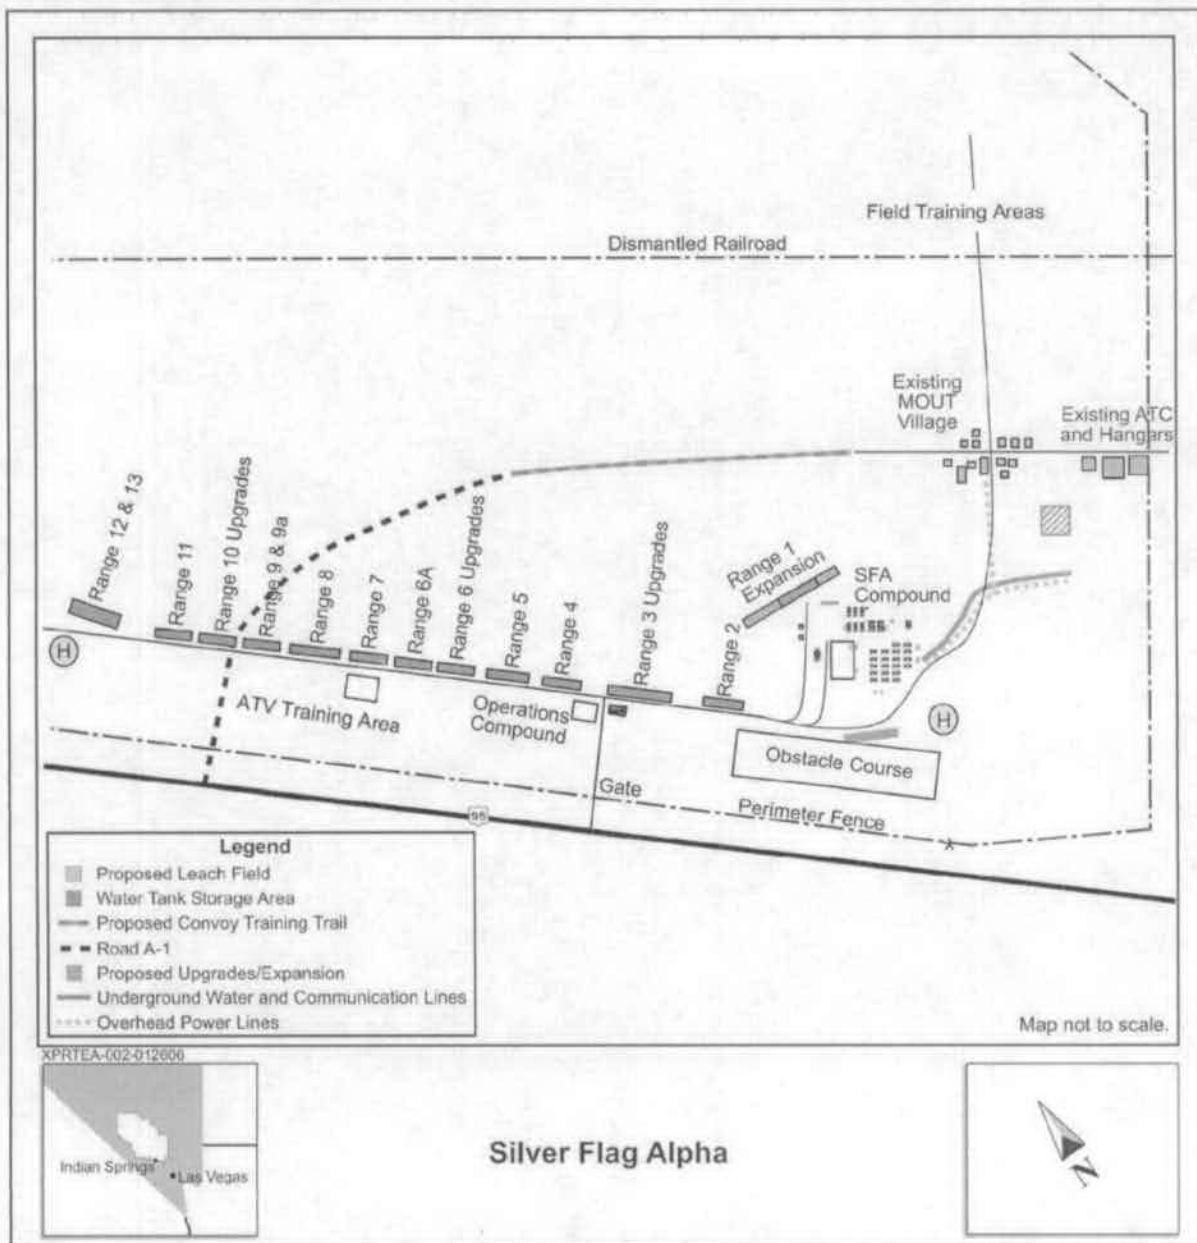 Field Training Areas
Dismantled Railroad
Existing
MOUT
Village
Existing ATC
and Hangars
Range 12 & 13
Range 11
Range 10 Upgrades
Range 9 & 9a
Range 8
Range 7
Range 6A
Range 6 Upgrades
Range 5
Range 4
Range 3 Upgrades
Range 2
Range 1
Expansion
SFA
Compound
H
ATV Training Area
Operations
Compound
H
Obstacle Course
Gate
Perimeter Fence
95
Legend
Proposed Leach Field
Water Tank Storage Area
Proposed Convoy Training Trail
Road A-1
Proposed Upgrades/Expansion
Underground Water and Communication Lines
Overhead Power Lines
Map not to scale.
XPRTEA-002-012606
Indian Springs
Las Vegas
Silver Flag Alpha
N